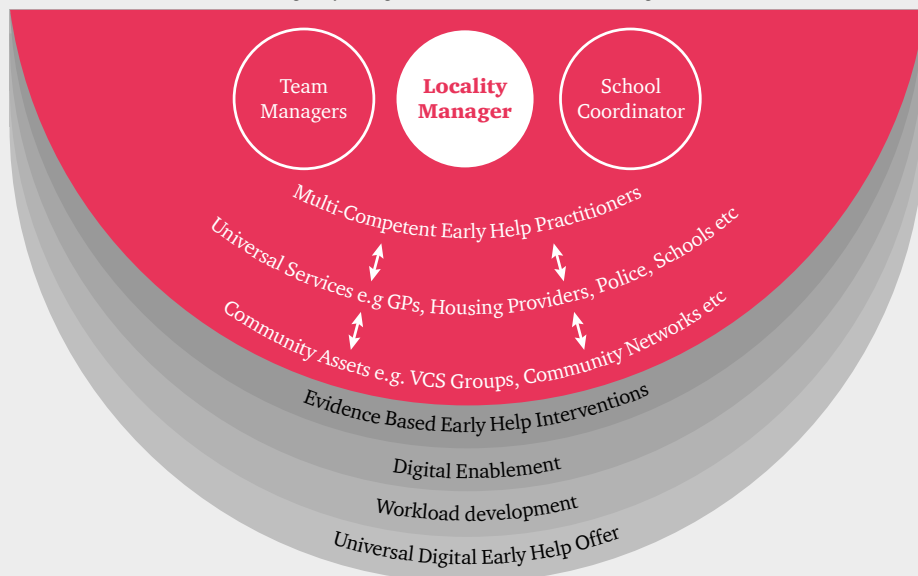 Team
Managers
Locality
Manager
School
Coordinator
Multi-Competent Early Help Practitioners
Universal Services e.g GPs, Housing Providers, Police, Schools etc
Community Assets e.g. VCS Groups, Community Networks etc
Evidence Based Early Help Interventions
Digital Enablement
Workload development
Universal Digital Early Help Offer